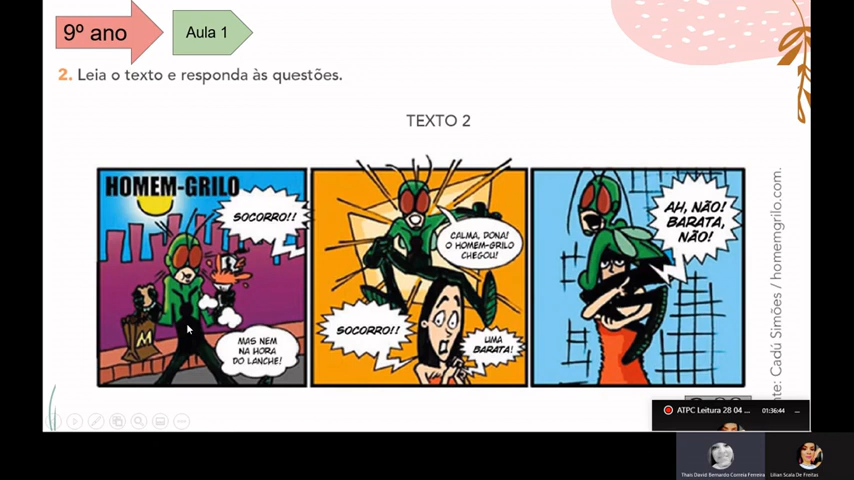 9º ano
Aula 1
2. Leia o texto e responda às questões.
TEXTO 2
HOMEM-GRILO
SOCORRO!!
M
MAS NEM
NA HORA
DO LANCHE!
CALMA, DONA!
O HOMEM-GRILO
CHEGOU!
SOCORRO!!
UMA
BARATA!
AH, NÃO!
BARATA,
NÃO!
Cadú Simões / homemgrilo.com.
ATPC Leitura 28 04 ...
01:36:44
...
Thais David Bernardo Correia Ferreira
Lilian Scala De Freitas